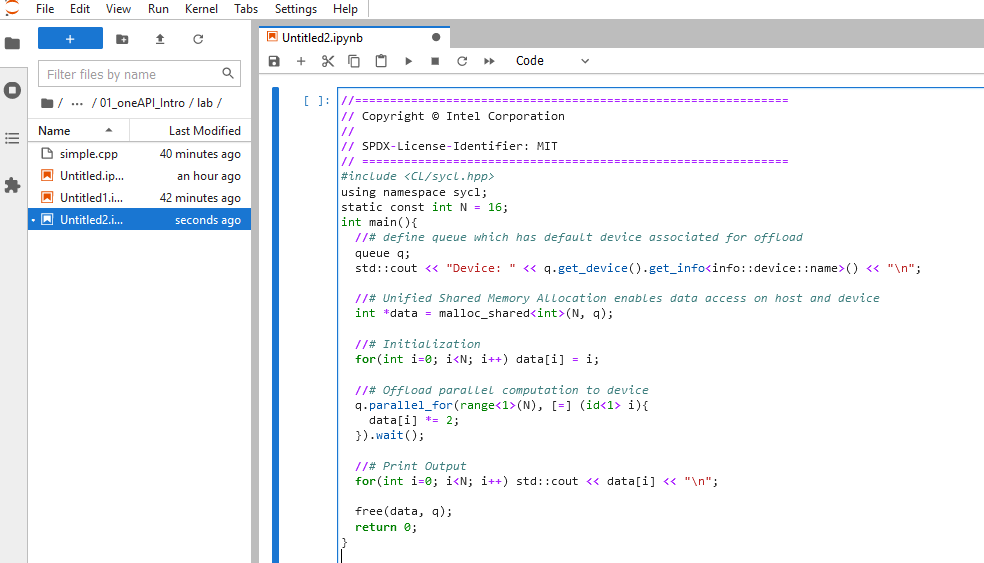 File Edit View Run Kernel Tabs Settings Help
Untitled2.ipynb
Filter files by name
Code
/ ... / 01_oneAPI_Intro / lab /
Name Last Modified
simple.cpp 40 minutes ago
Untitled.ip... an hour ago
Untitled1.i... 42 minutes ago
Untitled2.i... seconds ago
[ ]:
//==============================================================
// Copyright © Intel Corporation
//
// SPDX-License-Identifier: MIT
// =============================================================
#include <CL/sycl.hpp>
using namespace sycl;
static const int N = 16;
int main(){
  //# define queue which has default device associated for offload
  queue q;
  std::cout << "Device: " << q.get_device().get_info<info::device::name>() << "\n";
  //# Unified Shared Memory Allocation enables data access on host and device
  int *data = malloc_shared<int>(N, q);
  //# Initialization
  for(int i=0; i<N; i++) data[i] = i;
  //# Offload parallel computation to device
  q.parallel_for(range<1>(N), [=] (id<1> i){
    data[i] *= 2;
  }).wait();
  //# Print Output
  for(int i=0; i<N; i++) std::cout << data[i] << "\n";
  free(data, q);
  return 0;
}